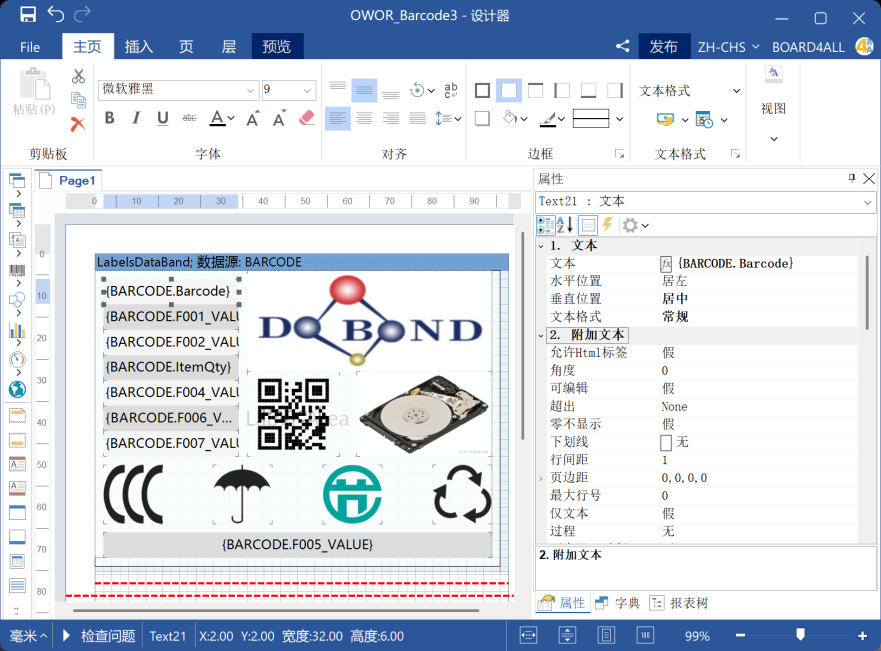 OWOR_Barcode3 - 设计器
File 主页 插入 页 层 预览 发布 ZH-CHS BOARD4ALL
粘贴(P)
剪贴板
微软雅黑 9
B I U abc A A A
字体
ab
对齐
边框
文本格式
文本格式
视图
Page1
0 10 20 30 40 50 60 70 80 90
0
10
20
30
40
50
60
70
80
LabelsDataBand; 数据源: BARCODE
{BARCODE.Barcode}
{BARCODE.F001_VALU
{BARCODE.F002_VALU
{BARCODE.ItemQty}
{BARCODE.F004_VALU
{BARCODE.F006_V...
{BARCODE.F007_VALU
DOBOND
{BARCODE.F005_VALUE}
属性
Text21 : 文本
1. 文本
文本 {BARCODE.Barcode}
水平位置 居左
垂直位置 居中
文本格式 常规
2. 附加文本
允许Html标签 假
角度 0
可编辑 假
超出 None
零不显示 假
下划线 无
行间距 1
页边距 0,0,0,0
最大行号 0
仅文本 假
过程 无
2. 附加文本
属性 字典 报表树
毫米 检查问题 Text21 X:2.00 Y:2.00 宽度:32.00 高度:6.00 100 99%